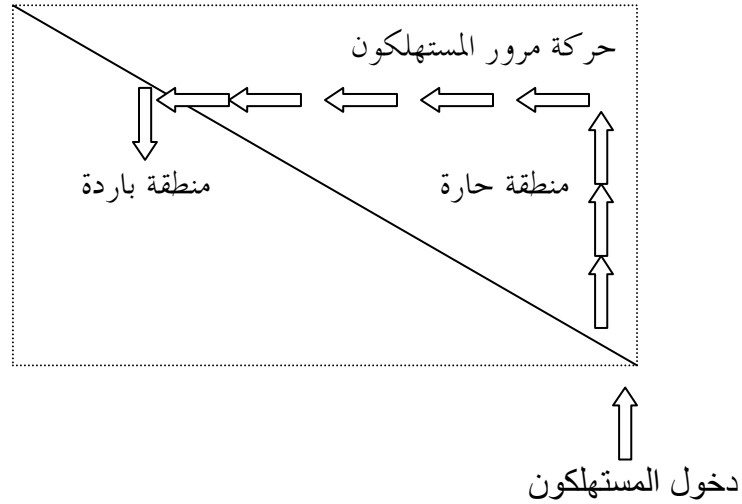 حركة مرور المستهلكون
منطقة حارة
منطقة باردة
دخول المستهلكون